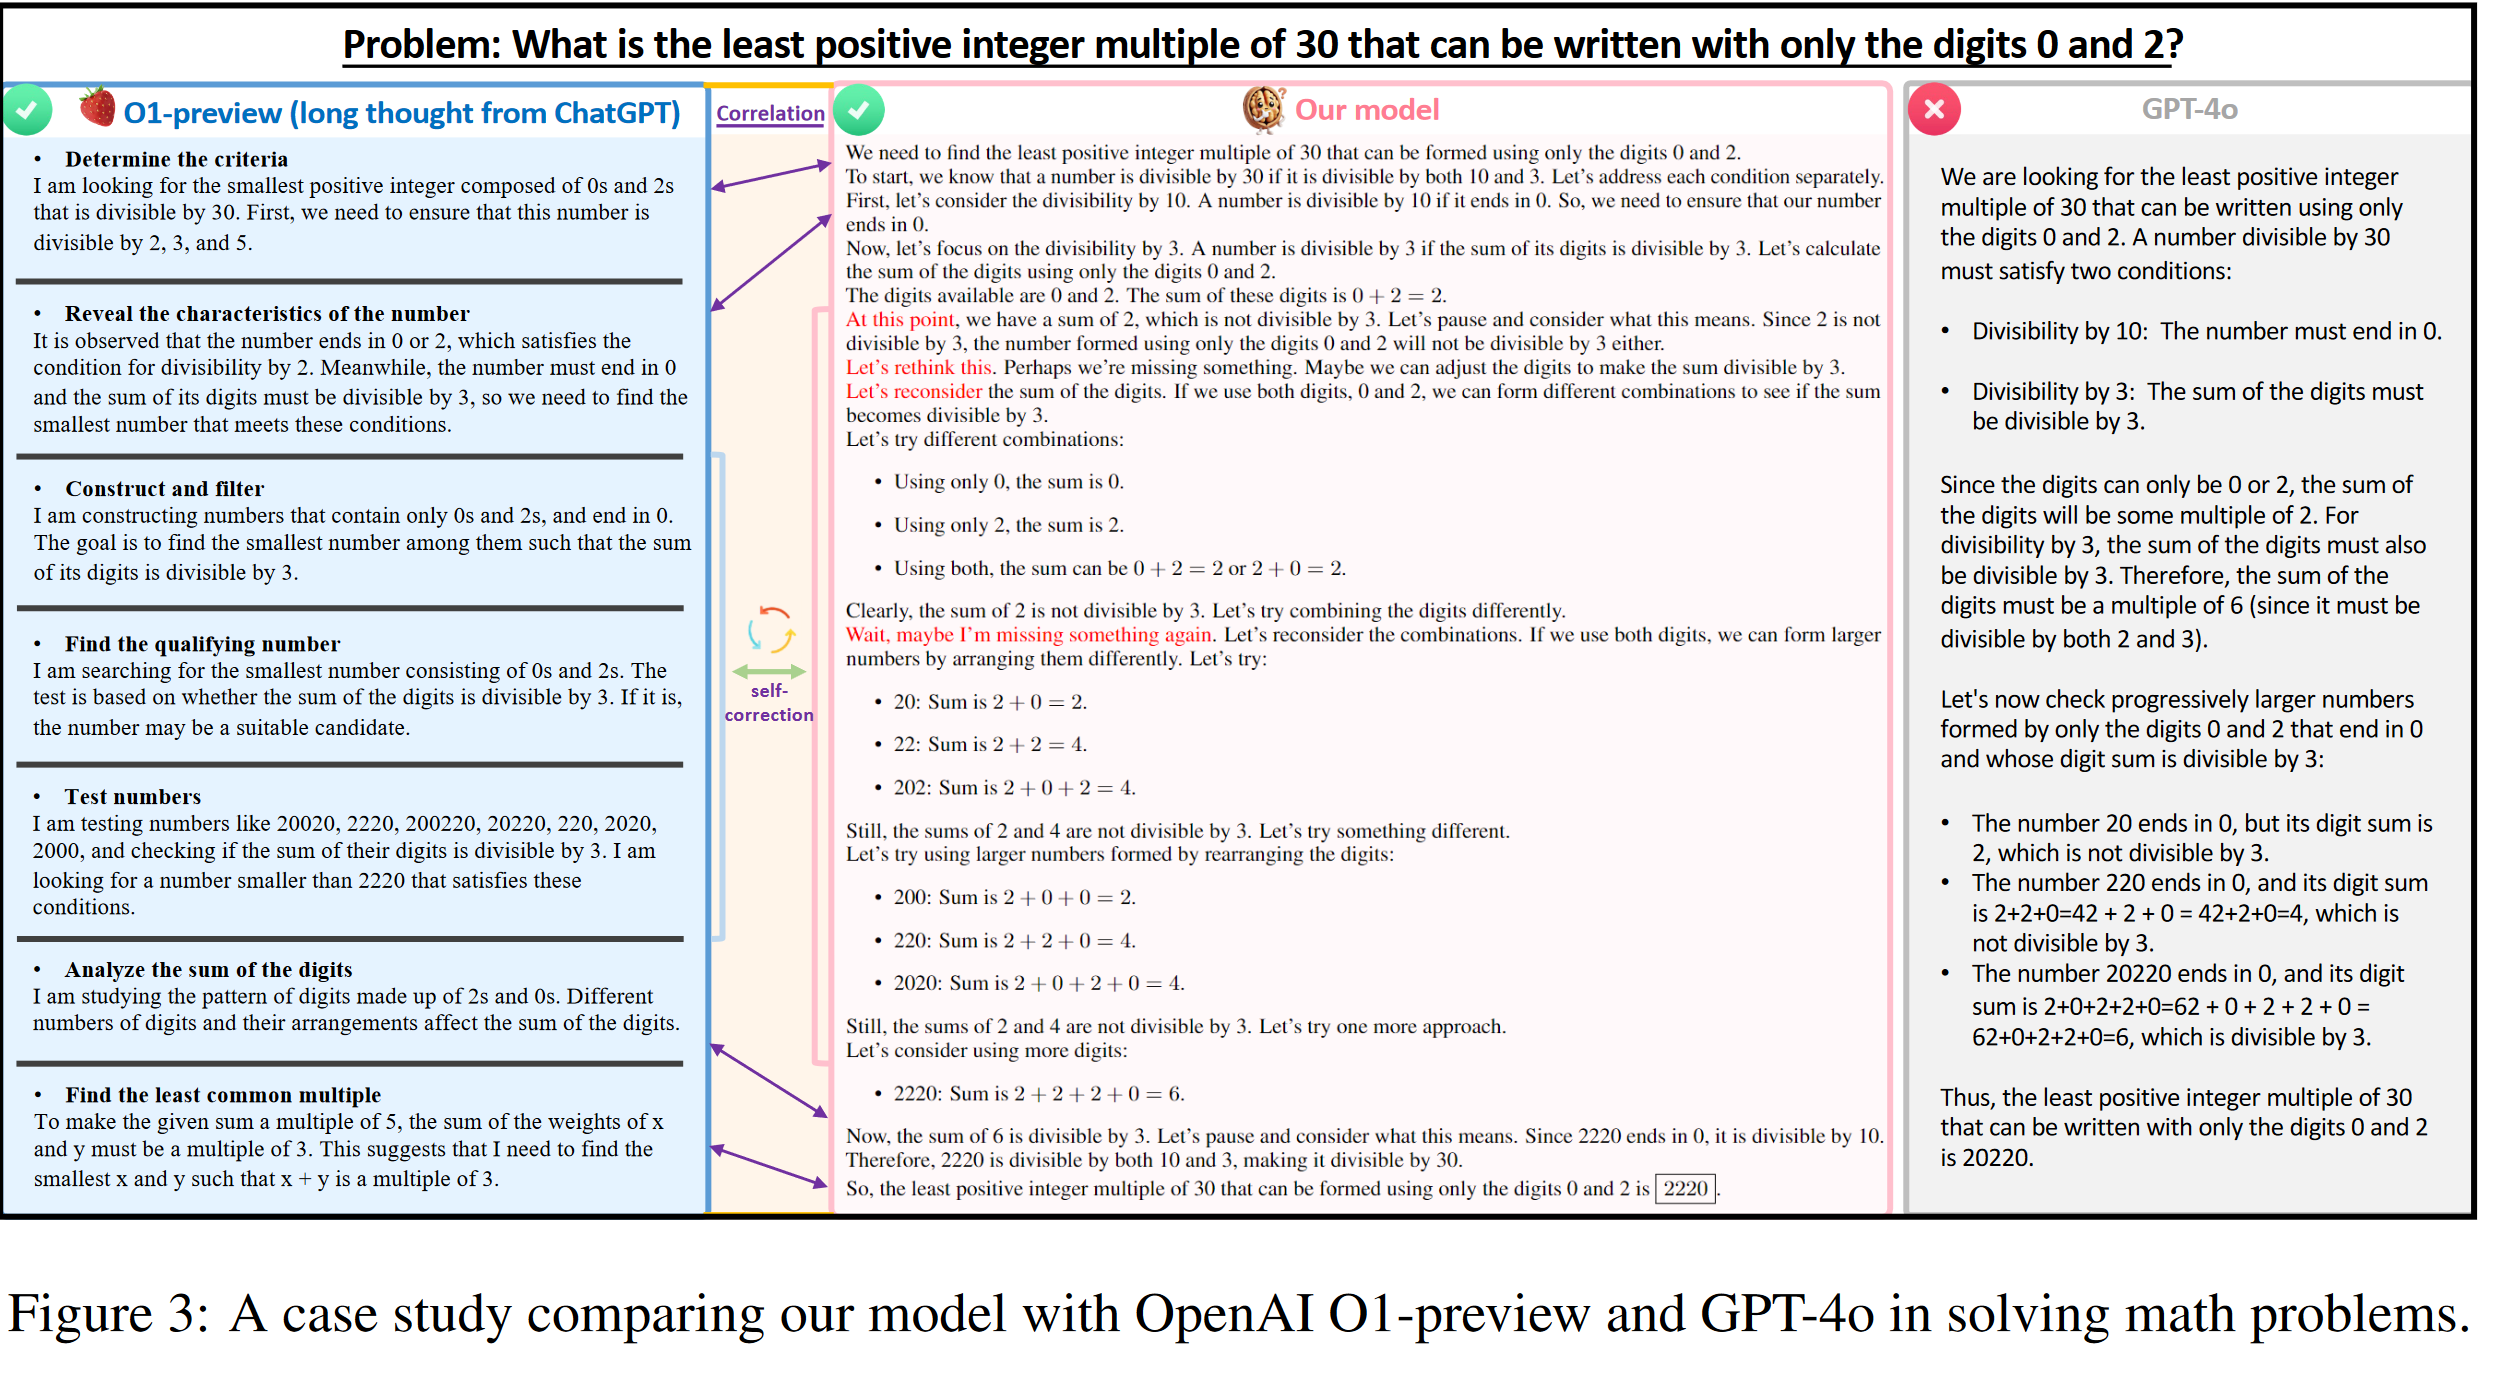 Problem: What is the least positive integer multiple of 30 that can be written with only the digits 0 and 2?
O1-preview (long thought from ChatGPT)
• Determine the criteria
I am looking for the smallest positive integer composed of 0s and 2s
that is divisible by 30. First, we need to ensure that this number is
divisible by 2, 3, and 5.
• Reveal the characteristics of the number
It is observed that the number ends in 0 or 2, which satisfies the
condition for divisibility by 2. Meanwhile, the number must end in 0
and the sum of its digits must be divisible by 3, so we need to find the
smallest number that meets these conditions.
• Construct and filter
I am constructing numbers that contain only 0s and 2s, and end in 0.
The goal is to find the smallest number among them such that the sum
of its digits is divisible by 3.
• Find the qualifying number
I am searching for the smallest number consisting of 0s and 2s. The
test is based on whether the sum of the digits is divisible by 3. If it is,
the number may be a suitable candidate.
• Test numbers
I am testing numbers like 20020, 2220, 200220, 20220, 220, 2020,
2000, and checking if the sum of their digits is divisible by 3. I am
looking for a number smaller than 2220 that satisfies these
conditions.
• Analyze the sum of the digits
I am studying the pattern of digits made up of 2s and 0s. Different
numbers of digits and their arrangements affect the sum of the digits.
• Find the least common multiple
To make the given sum a multiple of 5, the sum of the weights of x
and y must be a multiple of 3. This suggests that I need to find the
smallest x and y such that x + y is a multiple of 3.
Correlation
self-
correction
Our model
We need to find the least positive integer multiple of 30 that can be formed using only the digits 0 and 2.
To start, we know that a number is divisible by 30 if it is divisible by both 10 and 3. Let's address each condition separately.
First, let's consider the divisibility by 10. A number is divisible by 10 if it ends in 0. So, we need to ensure that our number
ends in 0.
Now, let's focus on the divisibility by 3. A number is divisible by 3 if the sum of its digits is divisible by 3. Let's calculate
the sum of the digits using only the digits 0 and 2.
The digits available are 0 and 2. The sum of these digits is 0 + 2 = 2.
At this point, we have a sum of 2, which is not divisible by 3. Let's pause and consider what this means. Since 2 is not
divisible by 3, the number formed using only the digits 0 and 2 will not be divisible by 3 either.
Let's rethink this. Perhaps we're missing something. Maybe we can adjust the digits to make the sum divisible by 3.
Let's reconsider the sum of the digits. If we use both digits, 0 and 2, we can form different combinations to see if the sum
becomes divisible by 3.
Let's try different combinations:
• Using only 0, the sum is 0.
• Using only 2, the sum is 2.
• Using both, the sum can be 0 + 2 = 2 or 2 + 0 = 2.
Clearly, the sum of 2 is not divisible by 3. Let's try combining the digits differently.
Wait, maybe I'm missing something again. Let's reconsider the combinations. If we use both digits, we can form larger
numbers by arranging them differently. Let's try:
• 20: Sum is 2 + 0 = 2.
• 22: Sum is 2 + 2 = 4.
• 202: Sum is 2 + 0 + 2 = 4.
Still, the sums of 2 and 4 are not divisible by 3. Let's try something different.
Let's try using larger numbers formed by rearranging the digits:
• 200: Sum is 2 + 0 + 0 = 2.
• 220: Sum is 2 + 2 + 0 = 4.
• 2020: Sum is 2 + 0 + 2 + 0 = 4.
Still, the sums of 2 and 4 are not divisible by 3. Let's try one more approach.
Let's consider using more digits:
• 2220: Sum is 2 + 2 + 2 + 0 = 6.
Now, the sum of 6 is divisible by 3. Let's pause and consider what this means. Since 2220 ends in 0, it is divisible by 10.
Therefore, 2220 is divisible by both 10 and 3, making it divisible by 30.
So, the least positive integer multiple of 30 that can be formed using only the digits 0 and 2 is 2220.
GPT-4o
We are looking for the least positive integer
multiple of 30 that can be written using only
the digits 0 and 2. A number divisible by 30
must satisfy two conditions:
• Divisibility by 10: The number must end in 0.
• Divisibility by 3: The sum of the digits must
be divisible by 3.
Since the digits can only be 0 or 2, the sum of
the digits will be some multiple of 2. For
divisibility by 3, the sum of the digits must also
be divisible by 3. Therefore, the sum of the
digits must be a multiple of 6 (since it must be
divisible by both 2 and 3).
Let's now check progressively larger numbers
formed by only the digits 0 and 2 that end in 0
and whose digit sum is divisible by 3:
• The number 20 ends in 0, but its digit sum is
2, which is not divisible by 3.
• The number 220 ends in 0, and its digit sum
is 2+2+0=42 + 2 + 0 = 42+2+0=4, which is
not divisible by 3.
• The number 20220 ends in 0, and its digit
sum is 2+0+2+2+0=62 + 0 + 2 + 2 + 0 =
62+0+2+2+0=6, which is divisible by 3.
Thus, the least positive integer multiple of 30
that can be written with only the digits 0 and 2
is 20220.
Figure 3: A case study comparing our model with OpenAI O1-preview and GPT-4o in solving math problems.